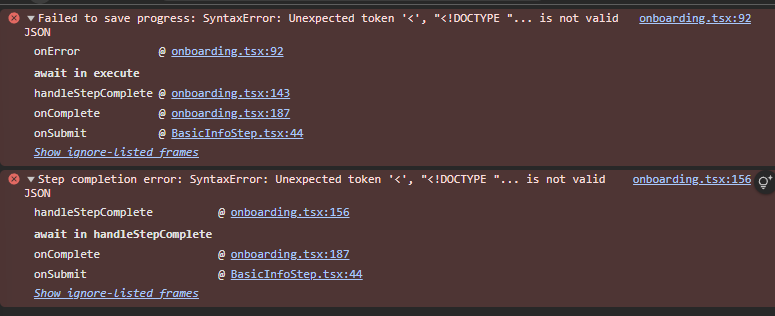 Failed to save progress: SyntaxError: Unexpected token '<', "<!DOCTYPE "... is not valid onboarding.tsx:92
JSON
onError @ onboarding.tsx:92
await in execute
handleStepComplete @ onboarding.tsx:143
onComplete @ onboarding.tsx:187
onSubmit @ BasicInfoStep.tsx:44
Show ignore-listed frames
Step completion error: SyntaxError: Unexpected token '<', "<!DOCTYPE "... is not valid onboarding.tsx:156
JSON
handleStepComplete @ onboarding.tsx:156
await in handleStepComplete
onComplete @ onboarding.tsx:187
onSubmit @ BasicInfoStep.tsx:44
Show ignore-listed frames